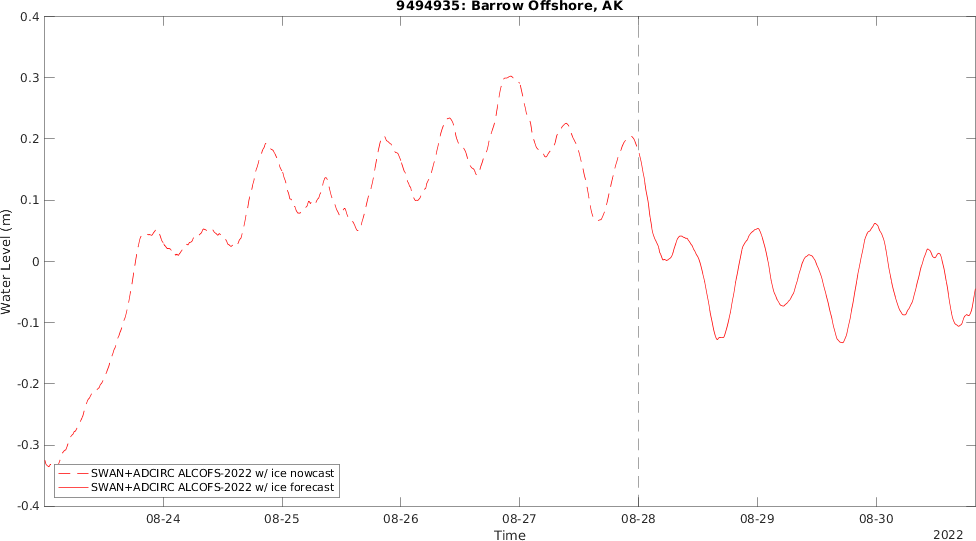 9494935: Barrow Offshore, AK
Water Level (m)
0.4
0.3
0.2
0.1
0
-0.1
-0.2
-0.3
-0.4
SWAN+ADCIRC ALCOFS-2022 w/ ice nowcast
SWAN+ADCIRC ALCOFS-2022 w/ ice forecast
08-24 08-25 08-26 08-27 08-28 08-29 08-30
Time
2022